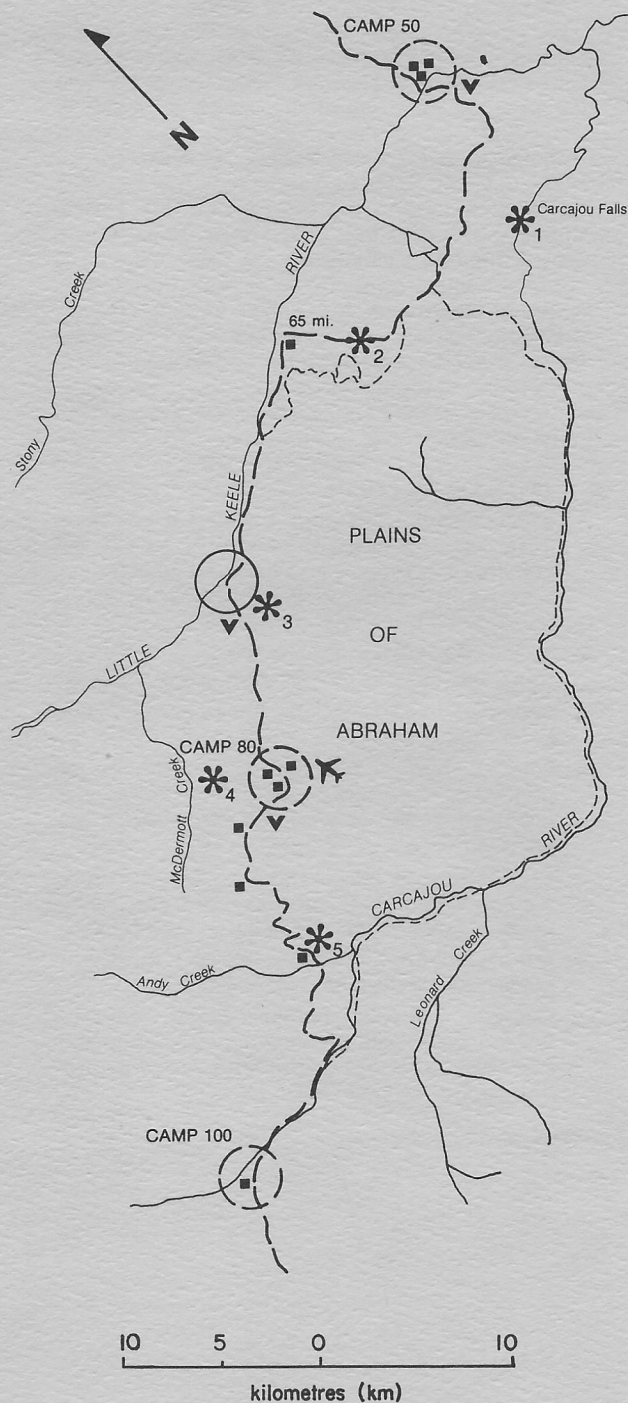 CAMP 50
N
Carcajou Falls
1
Stony Creek
RIVER
65 mi.
2
KEELE
PLAINS
OF
ABRAHAM
3
LITTLE
CAMP 80
4
McDermott Creek
CARCAJOU
RIVER
5
Andy Creek
Leonard Creek
CAMP 100
10 5 0 10
kilometres (km)